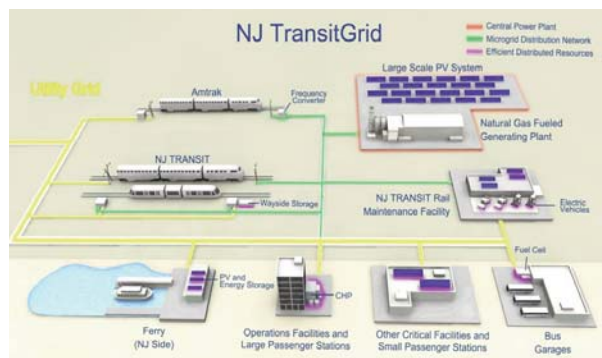 NJ TransitGrid
Central Power Plant
Microgrid Distribution Network
Efficient Distributed Resources
Utility Grid
Amtrak
Frequency
Converter
Large Scale PV System
Natural Gas Fueled
Generating Plant
NJ TRANSIT
Wayside Storage
NJ TRANSIT Rail
Maintenance Facility
Electric
Vehicles
PV and
Energy Storage
CHP
Fuel Cell
Ferry
(NJ Side)
Operations Facilities and
Large Passenger Stations
Other Critical Facilities and
Small Passenger Stations
Bus
Garages